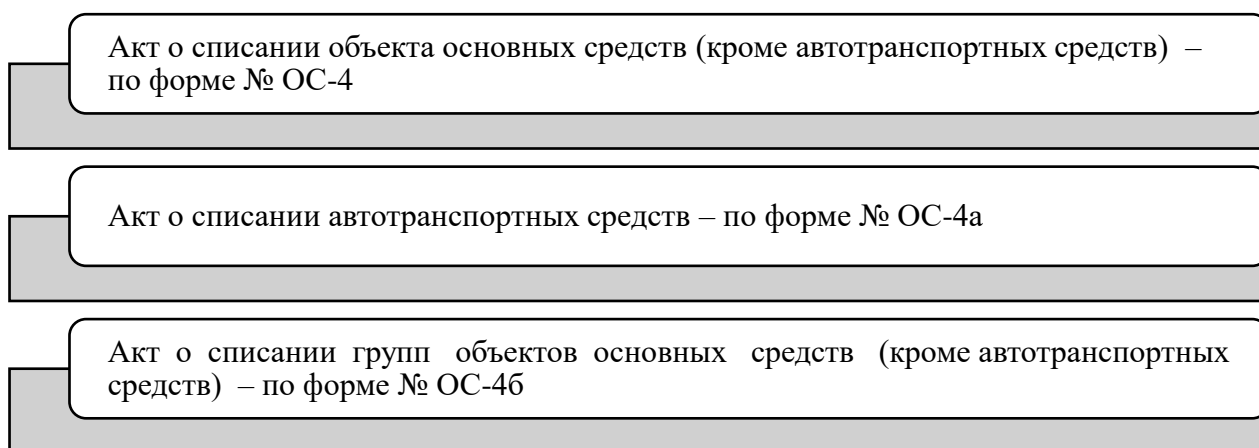 Акт о списании объекта основных средств (кроме автотранспортных средств) –
по форме № ОС-4
Акт о списании автотранспортных средств – по форме № ОС-4а
Акт о списании групп объектов основных средств (кроме автотранспортных
средств) – по форме № ОС-4б